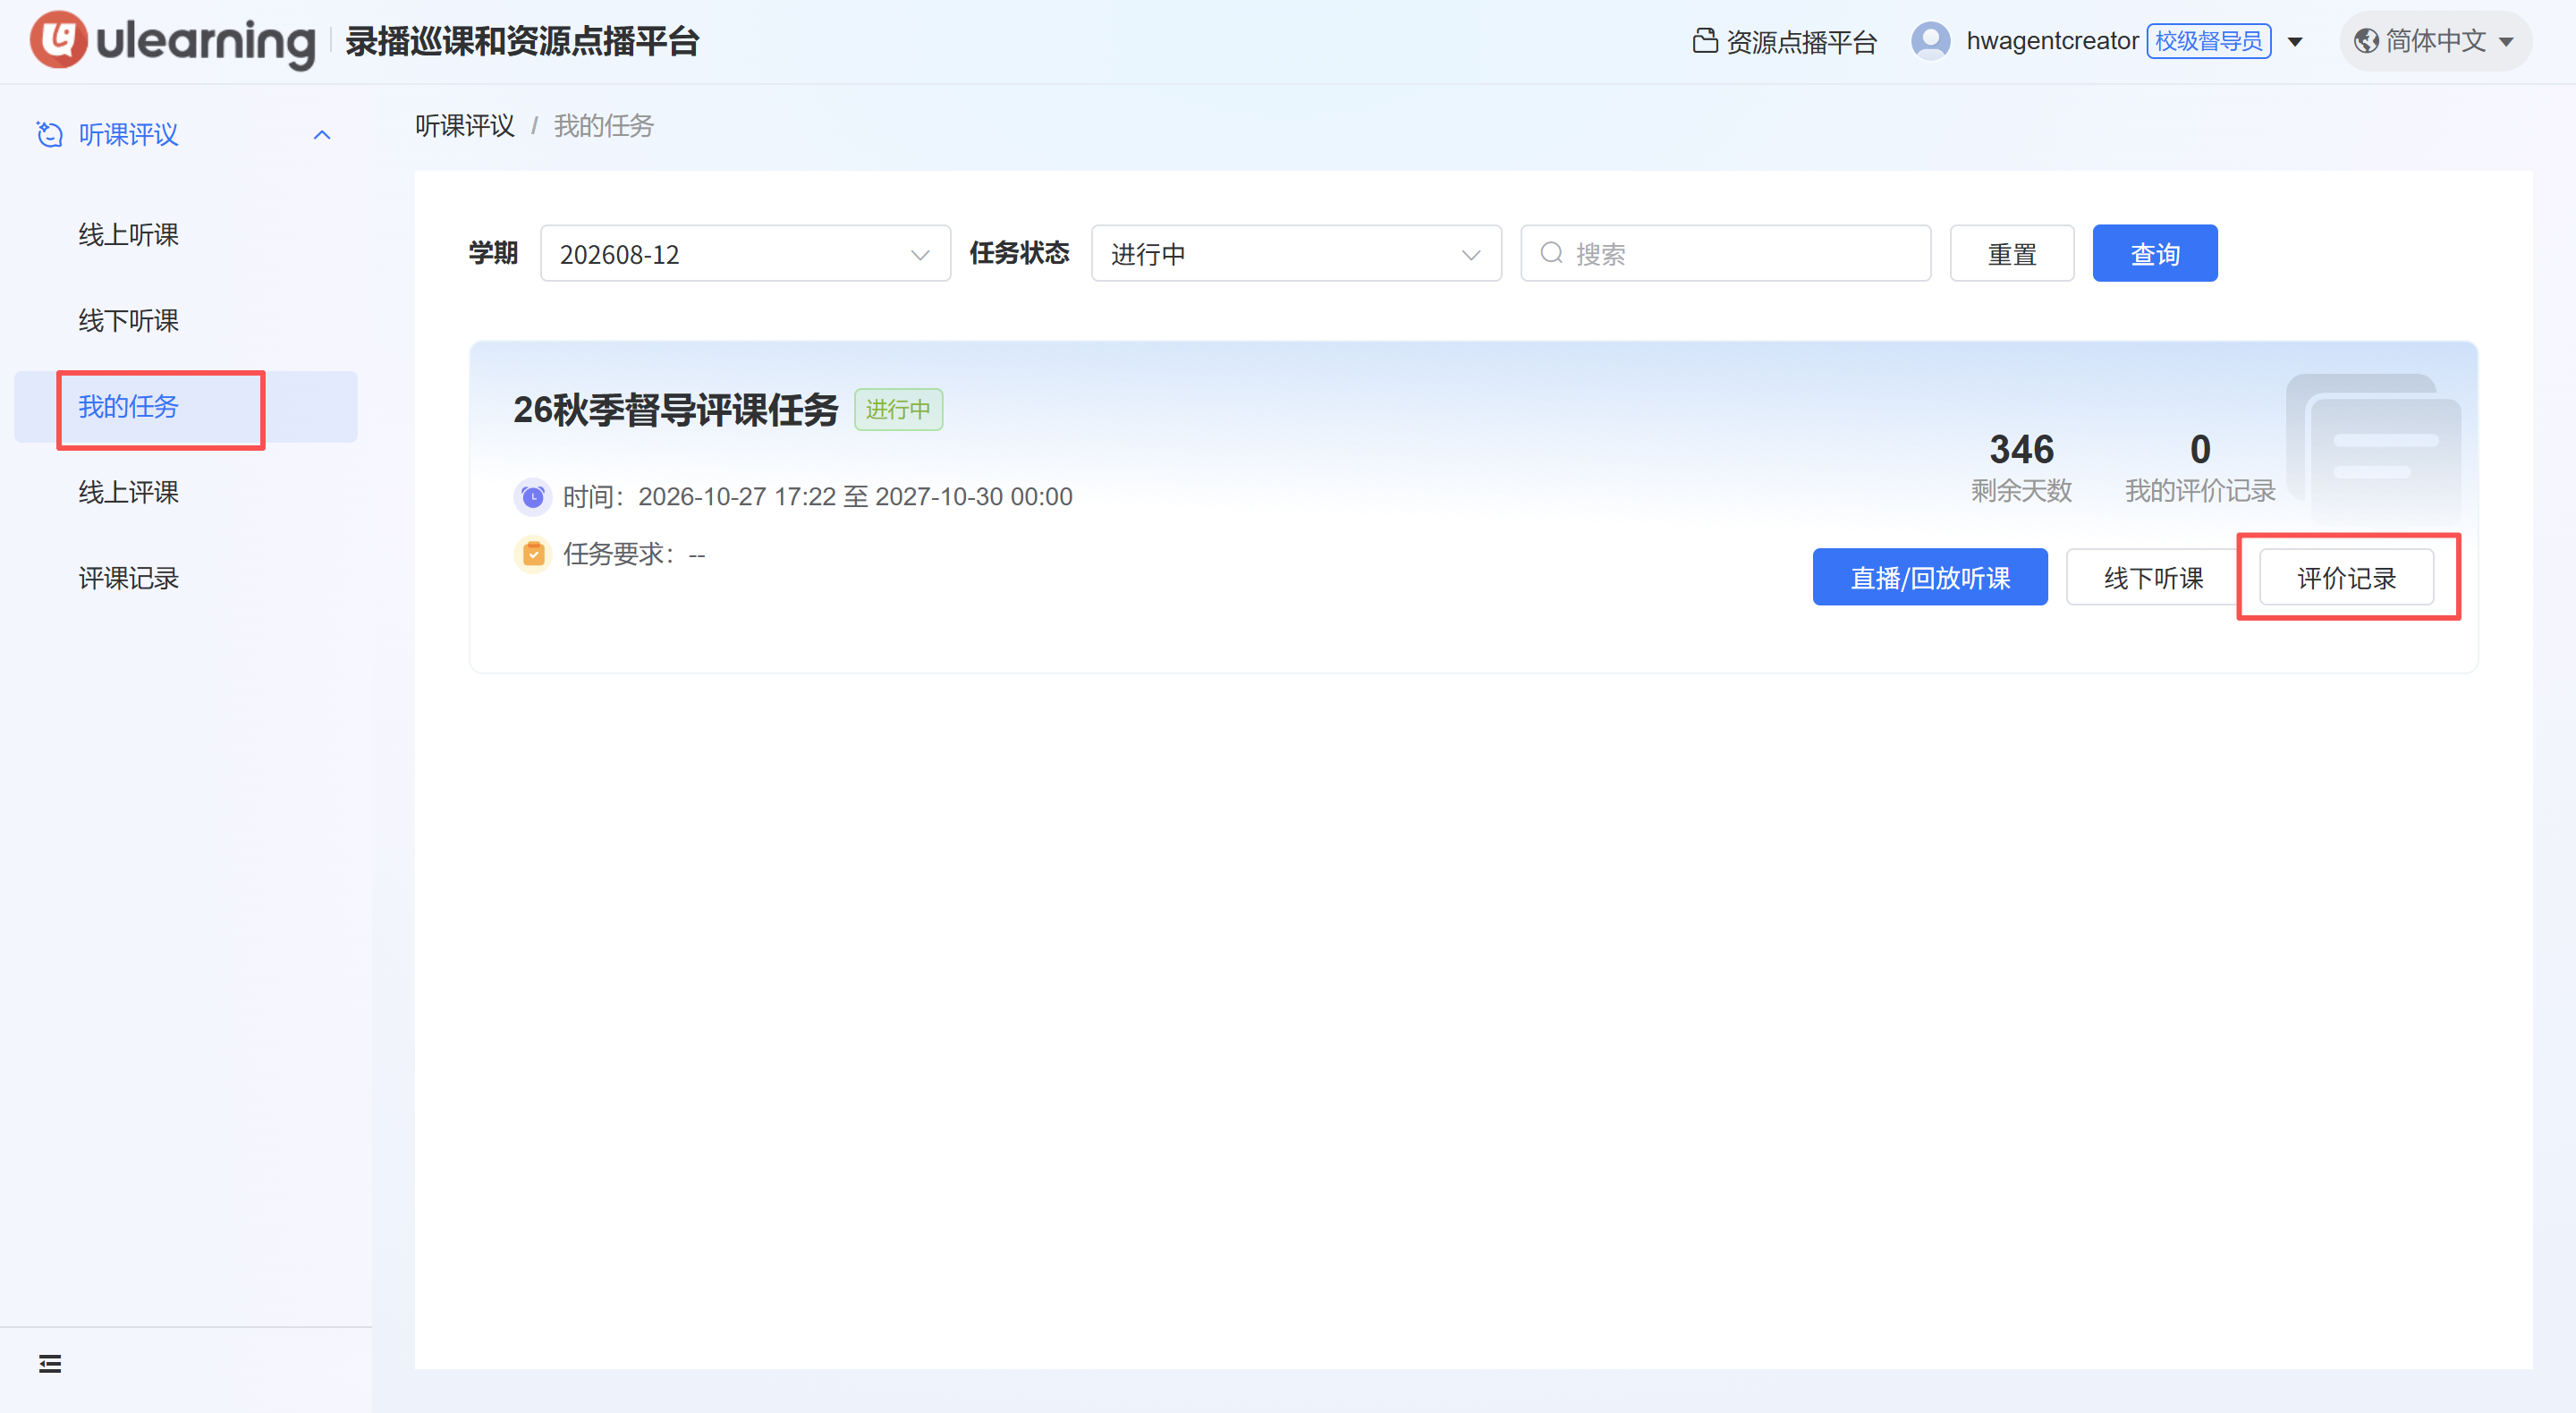 ulearning 录播巡课和资源点播平台 资源点播平台 hwagentcreator 校级督导员 简体中文
听课评议
听课评议 / 我的任务
线上听课
线下听课
我的任务
线上评课
评课记录
学期 202608-12 任务状态 进行中 搜索 重置 查询
26秋季督导评课任务 进行中
346 0
剩余天数 我的评价记录
时间：2026-10-27 17:22 至 2027-10-30 00:00
任务要求：--
直播/回放听课 线下听课 评价记录